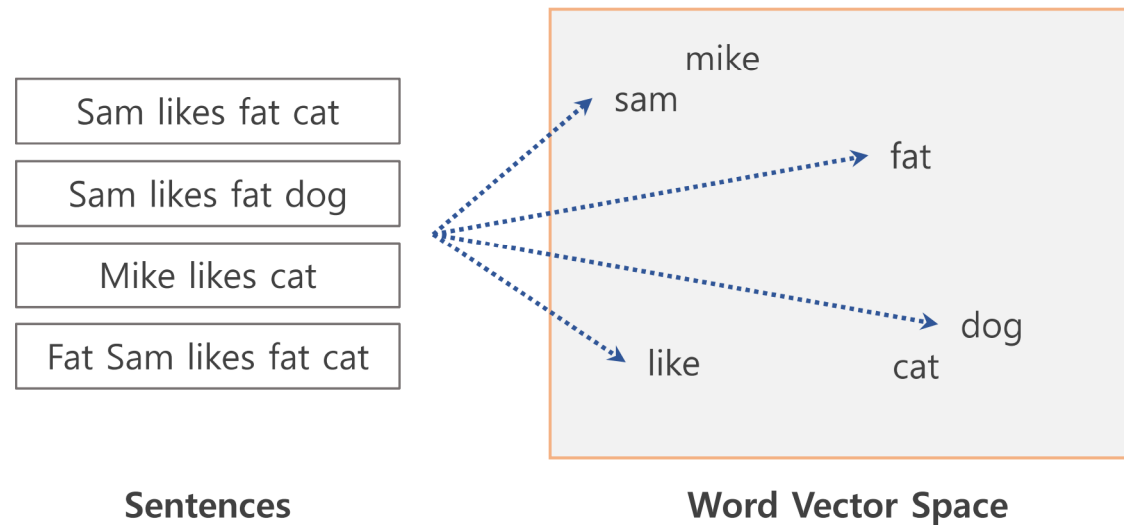 Sam likes fat cat
Sam likes fat dog
Mike likes cat
Fat Sam likes fat cat
Sentences
mike
sam
fat
dog
like
cat
Word Vector Space